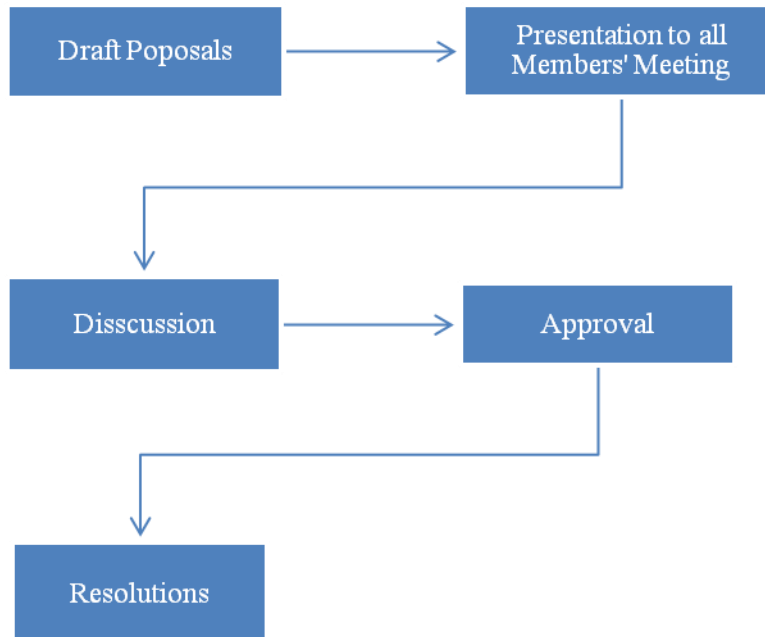 Draft Poposals
Presentation to all
Members' Meeting
Disscussion
Approval
Resolutions